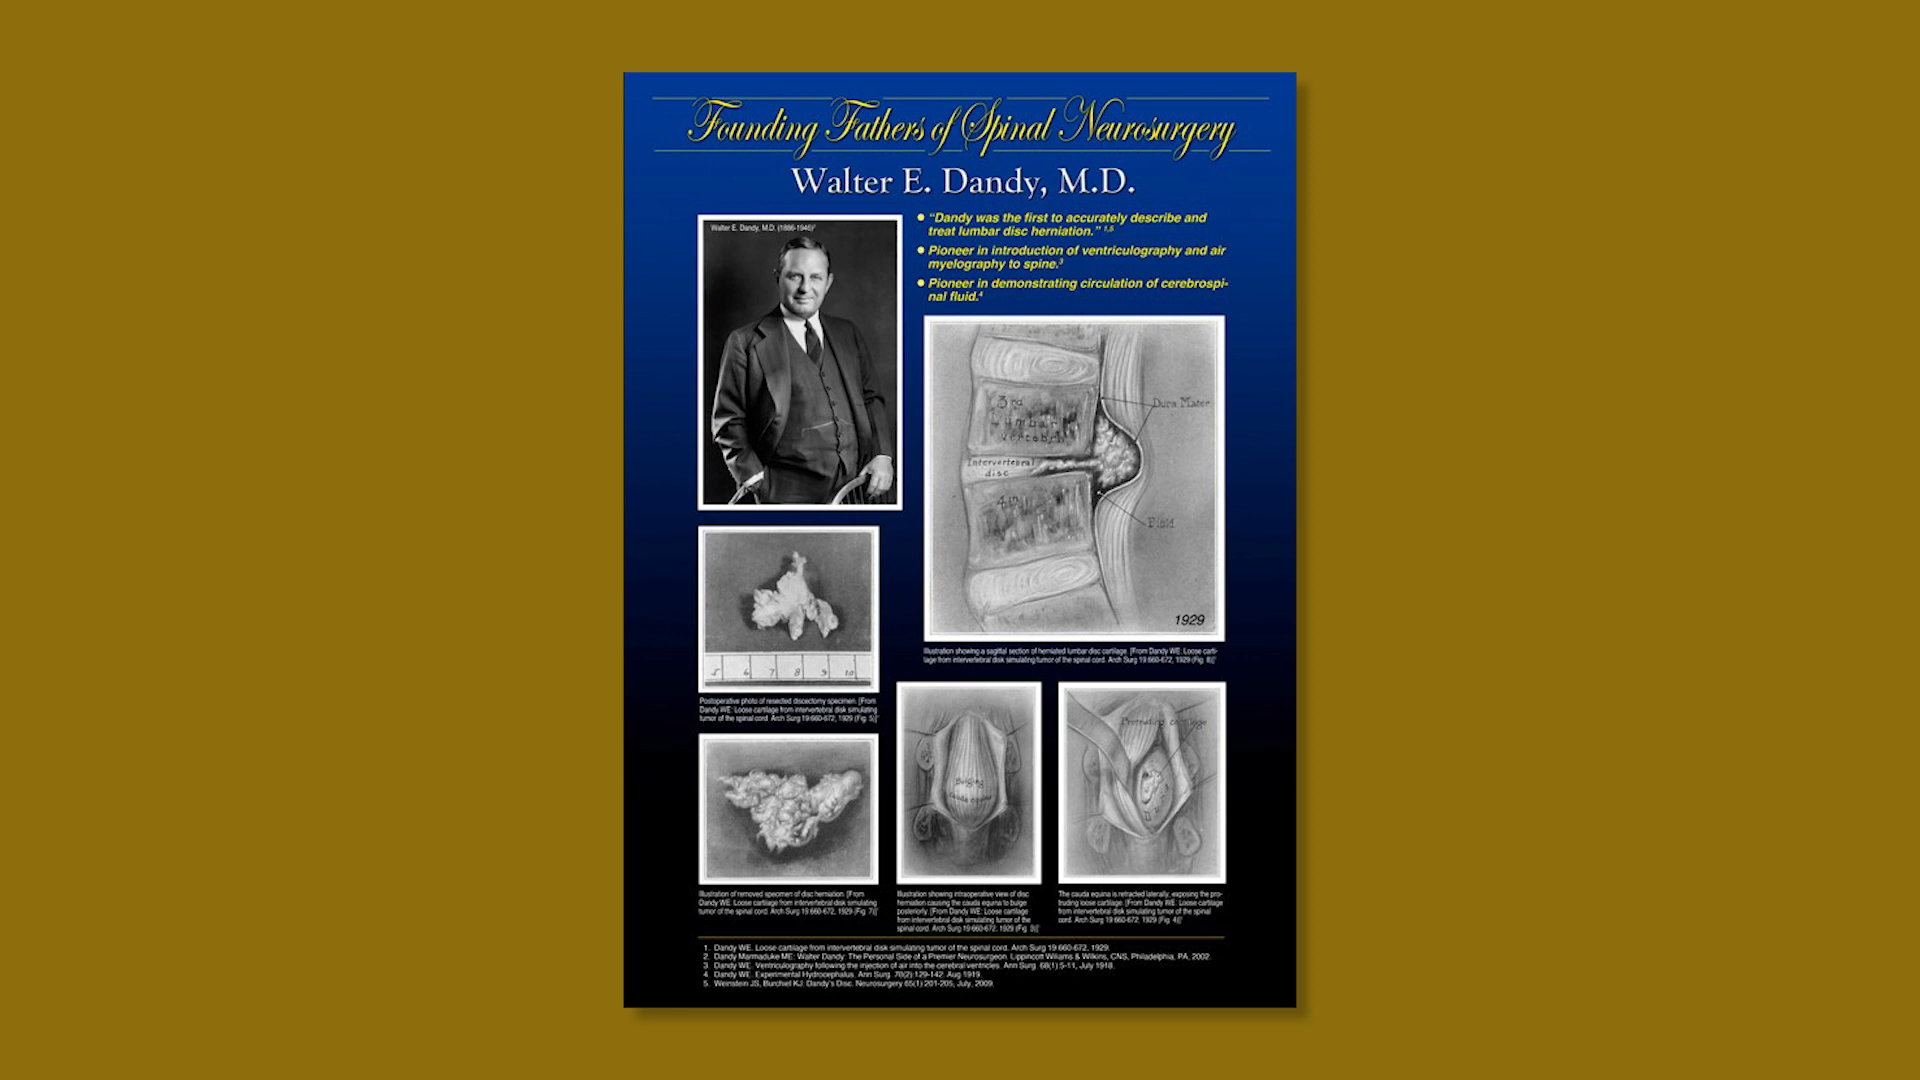 Founding Fathers of Spinal Neurosurgery
Walter E. Dandy, M.D.
Walter E. Dandy, M.D. (1886-1946)²
“Dandy was the first to accurately describe and
treat lumbar disc herniation.” 1,5
Pioneer in introduction of ventriculography and air
myelography to spine.³
Pioneer in demonstrating circulation of cerebrospi-
nal fluid.⁴
3rd
Lumbar
vertebra
Dura Mater
Intervertebral
disc
4th
Fluid
1929
Illustration showing a sagittal section of herniated lumbar disc cartilage. [From Dandy WE: Loose carti-
lage from intervertebral disk simulating tumor of the spinal cord. Arch Surg 19:660-672, 1929 (Fig. 8)]¹
5 6 7 8 9 10
Postoperative photo of resected discectomy specimen. [From
Dandy WE: Loose cartilage from intervertebral disk simulating
tumor of the spinal cord. Arch Surg 19:660-672, 1929 (Fig. 5)]¹
Illustration of removed specimen of disc herniation. [From
Dandy WE: Loose cartilage from intervertebral disk simulating
tumor of the spinal cord. Arch Surg 19:660-672, 1929 (Fig. 7)]¹
Bulging
cauda equina
Illustration showing intraoperative view of disc
herniation causing the cauda equina to bulge
posteriorly. [From Dandy WE: Loose cartilage
from intervertebral disk simulating tumor of the
spinal cord. Arch Surg 19:660-672, 1929 (Fig. 3)]¹
Protruding cartilage
The cauda equina is retracted laterally, exposing the pro-
truding loose cartilage. [From Dandy WE: Loose cartilage
from intervertebral disk simulating tumor of the spinal
cord. Arch Surg 19:660-672, 1929 (Fig. 4)]¹
1. Dandy WE. Loose cartilage from intervertebral disk simulating tumor of the spinal cord. Arch Surg 19:660-672, 1929.
2. Dandy Marmaduke ME: Walter Dandy: The Personal Side of a Premier Neurosurgeon. Lippincott Wiliams & Wilkins, CNS, Philadelphia, PA, 2002.
3. Dandy WE. Ventriculography following the injection of air into the cerebral ventricles. Ann Surg. 68(1):5-11, July 1918.
4. Dandy WE. Experimental Hydrocephalus. Ann Surg. 70(2):129-142. Aug 1919.
5. Weinstein JS, Burchiel KJ: Dandy's Disc. Neurosurgery 65(1):201-205, July, 2009.